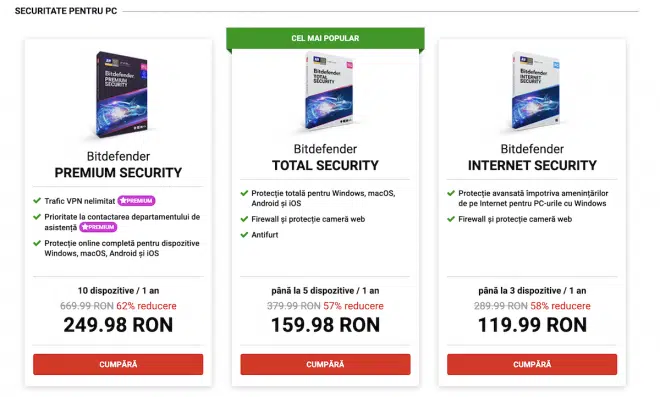 SECURITATE PENTRU PC
Bitdefender
PREMIUM
SECURITY
Bitdefender
PREMIUM SECURITY
Trafic VPN nelimitat PREMIUM
Prioritate la contactarea departamentului de
asistență PREMIUM
Protecție online completă pentru dispozitive
Windows, macOS, Android și iOS
10 dispozitive / 1 an
669.99 RON 62% reducere
249.98 RON
CUMPĂRĂ
CEL MAI POPULAR
Bitdefender
TOTAL
SECURITY
Bitdefender
TOTAL SECURITY
Protecție totală pentru Windows, macOS,
Android și iOS
Firewall și protecție cameră web
Antifurt
până la 5 dispozitive / 1 an
379.99 RON 57% reducere
159.98 RON
CUMPĂRĂ
Bitdefender
INTERNET
SECURITY
Bitdefender
INTERNET SECURITY
Protecție avansată împotriva amenințărilor
de pe Internet pentru PC-urile cu Windows
Firewall și protecție cameră web
până la 3 dispozitive / 1 an
289.99 RON 58% reducere
119.99 RON
CUMPĂRĂ